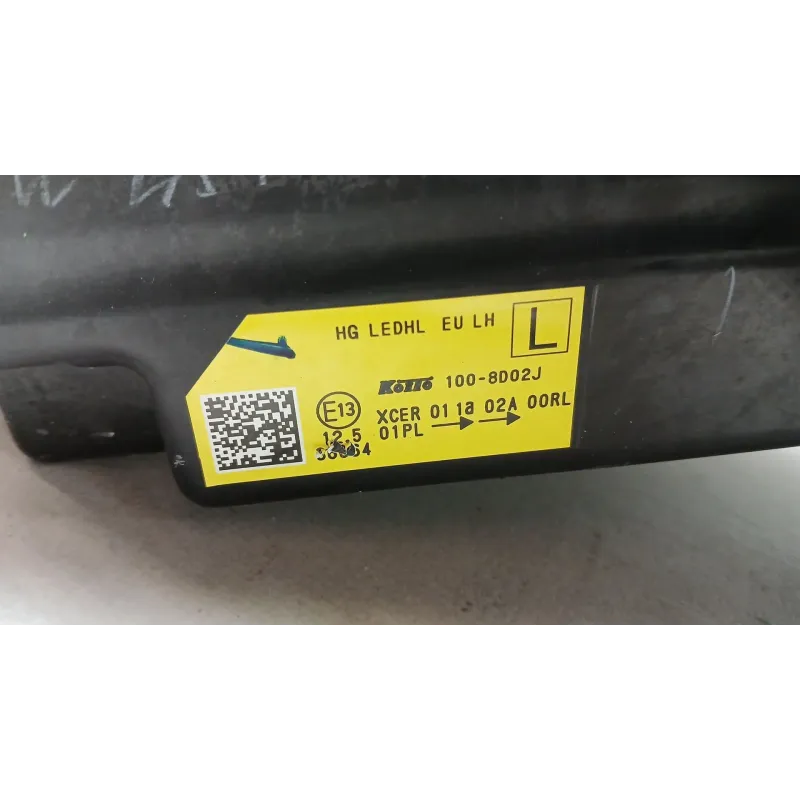 HG LEDHL EU LH L
KOITO 100-8D02J
E13 XCER 01 1a 02A 00RL
12.5 01PL → →